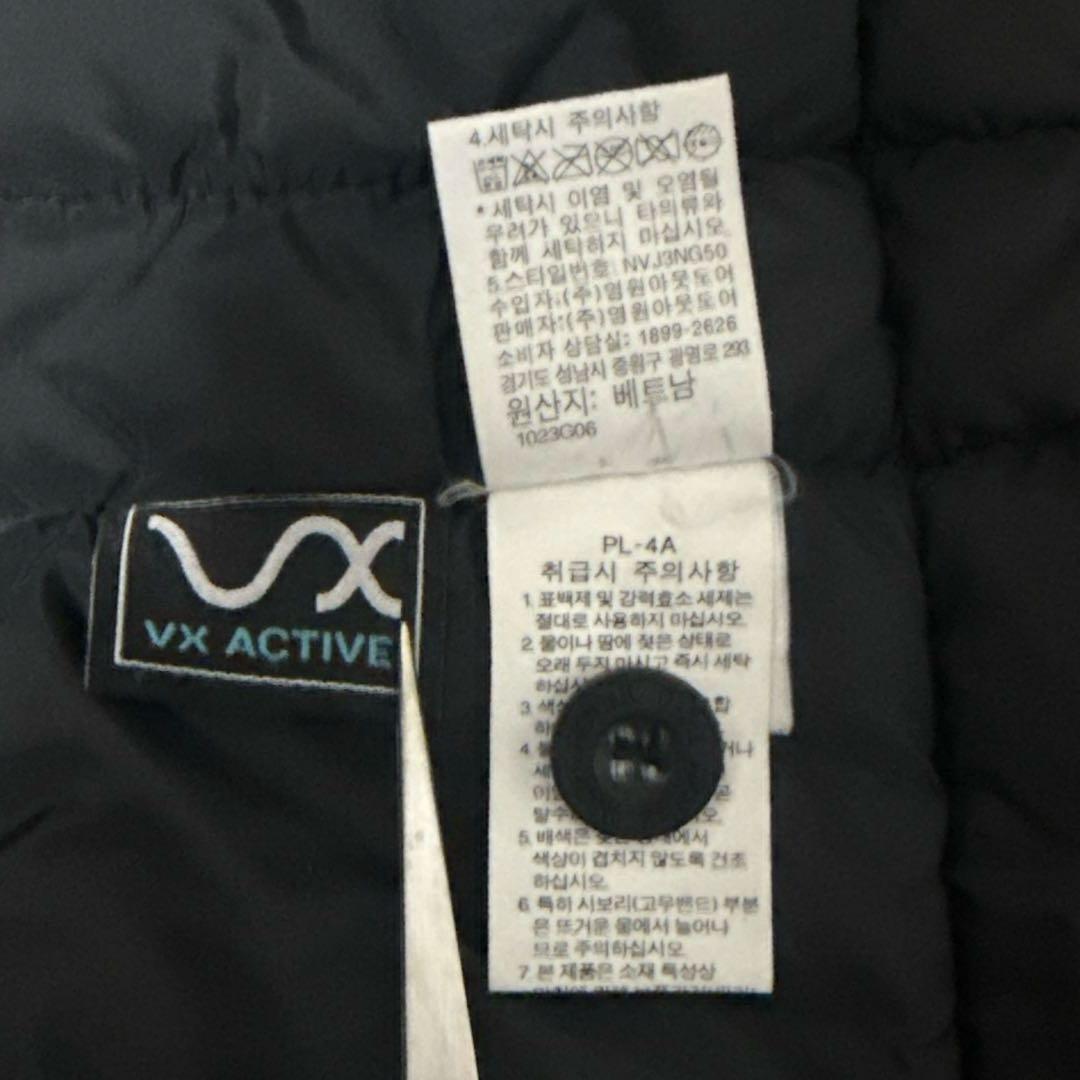 4.세탁시 주의사항
* 세탁시 이염 및 오염될
우려가 있으니 타의류와
함께 세탁하지 마십시오.
5.스타일번호: NVJ3NG50
수입자:(주)영원아웃도어
판매자:(주)영원아웃도어
소비자 상담실: 1899-2626
경기도 성남시 중원구 광명로 293
원산지: 베트남
1023G06
VX
VX ACTIVE
PL-4A
취급시 주의사항
1. 표백제 및 강력효소 세제는
절대로 사용하지 마십시오.
2. 물이나 땀에 젖은 상태로
오래 두지 마시고 즉시 세탁
하십시
3. 색
4.
5. 배색은
색상이 겹치지 않도록 건조
하십시오.
6. 특히 시보리(고무밴드) 부분
은 뜨거운 물에서 늘어나
므로 주의하십시오.
7. 본 제품은 소재 특성상